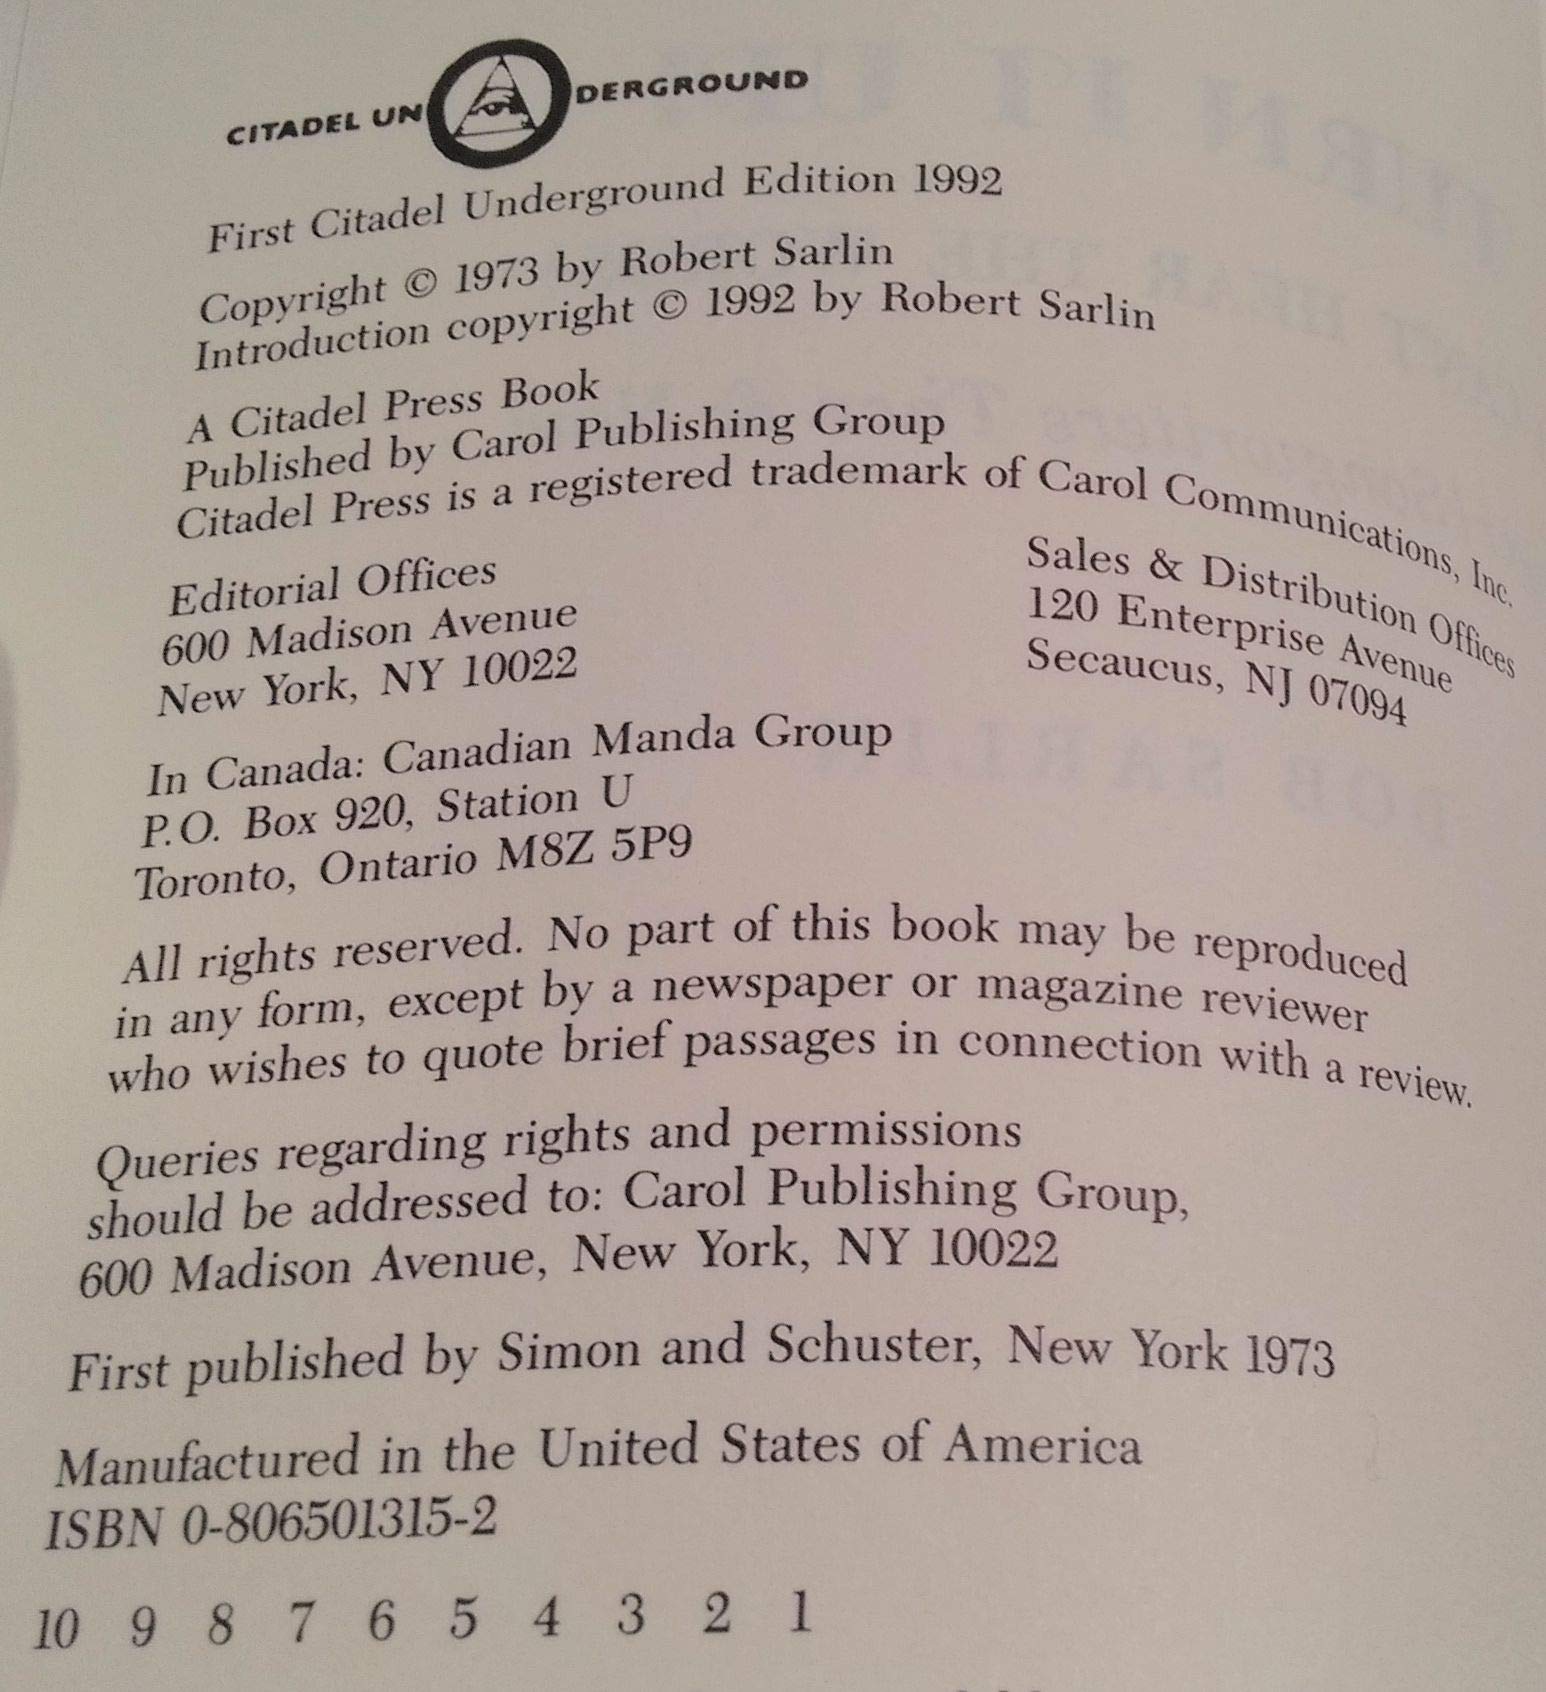 CITADEL UNDERGROUND
First Citadel Underground Edition 1992
Copyright © 1973 by Robert Sarlin
Introduction copyright © 1992 by Robert Sarlin
A Citadel Press Book
Published by Carol Publishing Group
Citadel Press is a registered trademark of Carol Communications, Inc.
Editorial Offices
600 Madison Avenue
New York, NY 10022
Sales & Distribution Offices
120 Enterprise Avenue
Secaucus, NJ 07094
In Canada: Canadian Manda Group
P.O. Box 920, Station U
Toronto, Ontario M8Z 5P9
All rights reserved. No part of this book may be reproduced
in any form, except by a newspaper or magazine reviewer
who wishes to quote brief passages in connection with a review.
Queries regarding rights and permissions
should be addressed to: Carol Publishing Group,
600 Madison Avenue, New York, NY 10022
First published by Simon and Schuster, New York 1973
Manufactured in the United States of America
ISBN 0-806501315-2
10 9 8 7 6 5 4 3 2 1